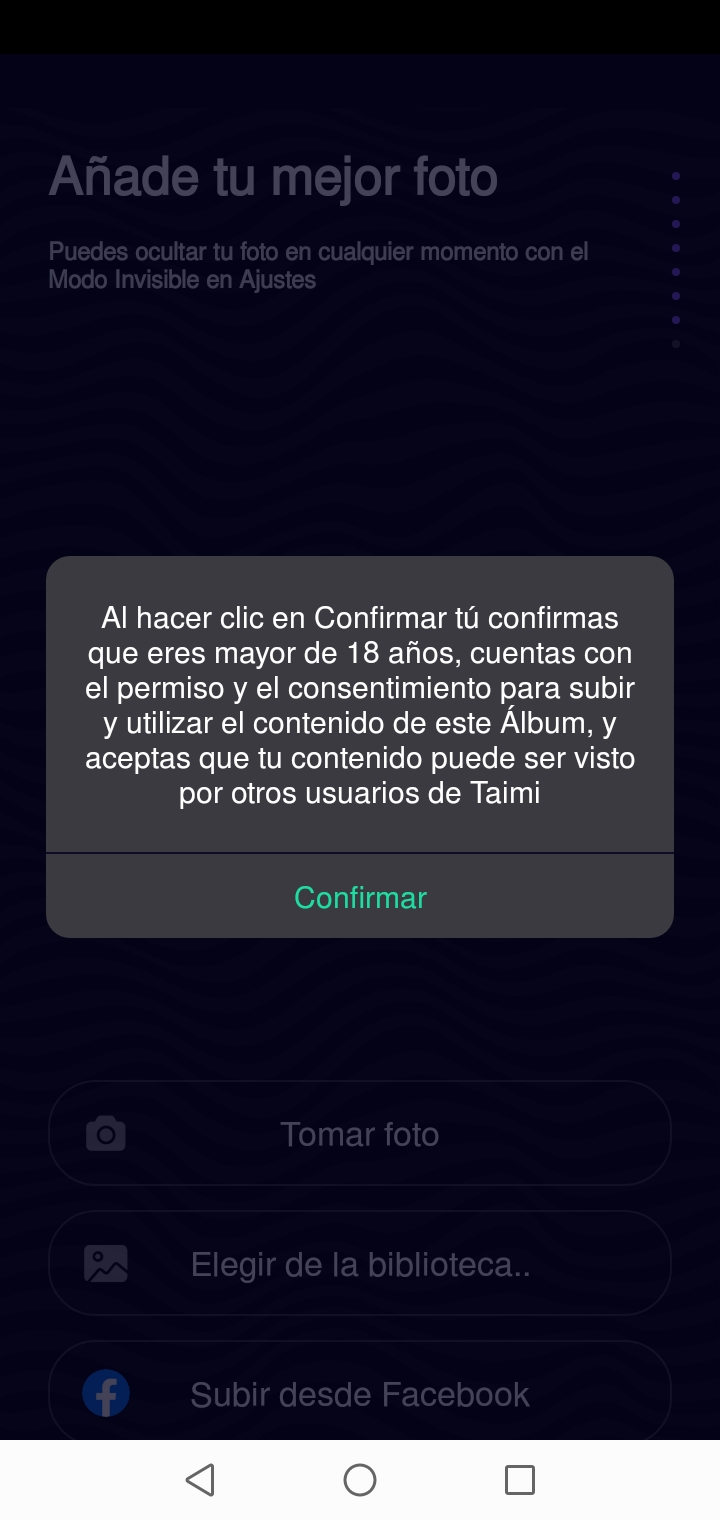 Añade tu mejor foto
Puedes ocultar tu foto en cualquier momento con el
Modo Invisible en Ajustes
Al hacer clic en Confirmar tú confirmas
que eres mayor de 18 años, cuentas con
el permiso y el consentimiento para subir
y utilizar el contenido de este Álbum, y
aceptas que tu contenido puede ser visto
por otros usuarios de Taimi
Confirmar
Tomar foto
Elegir de la biblioteca..
Subir desde Facebook